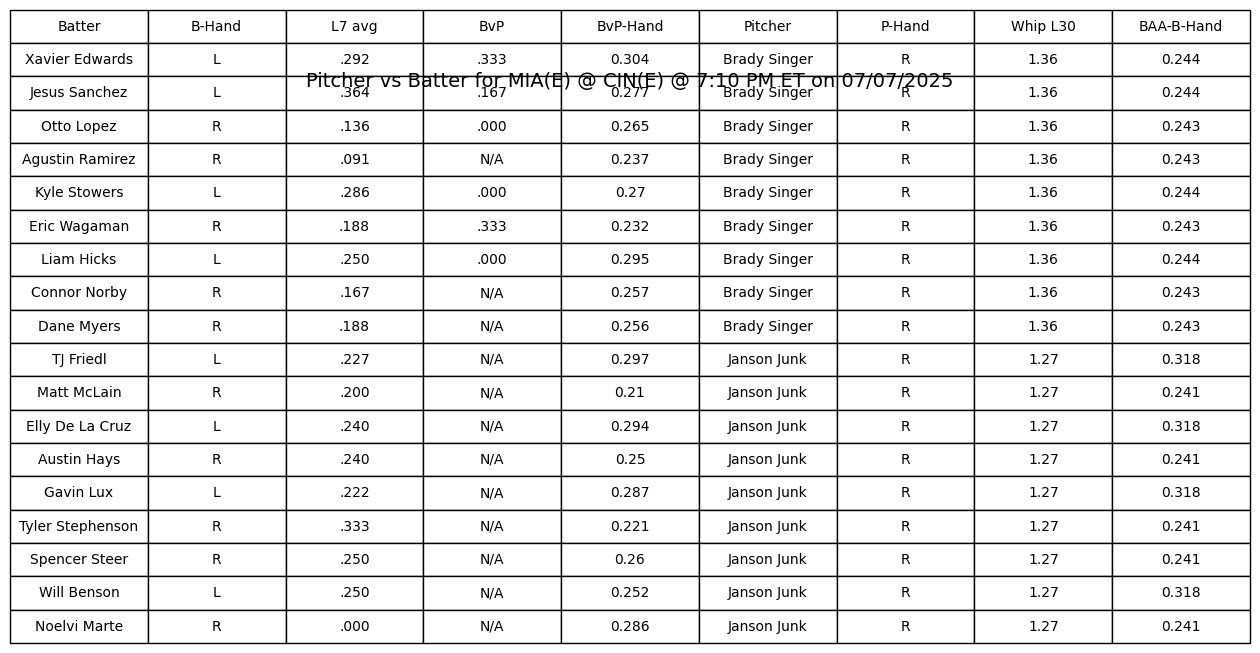 Batter B-Hand L7 avg BvP BvP-Hand Pitcher P-Hand Whip L30 BAA-B-Hand
Xavier Edwards L .292 .333 0.304 Brady Singer R 1.36 0.244
Pitcher vs Batter for MIA(E) @ CIN(E) @ 7:10 PM ET on 07/07/2025
Jesus Sanchez L .364 .167 0.277 Brady Singer R 1.36 0.244
Otto Lopez R .136 .000 0.265 Brady Singer R 1.36 0.243
Agustin Ramirez R .091 N/A 0.237 Brady Singer R 1.36 0.243
Kyle Stowers L .286 .000 0.27 Brady Singer R 1.36 0.244
Eric Wagaman R .188 .333 0.232 Brady Singer R 1.36 0.243
Liam Hicks L .250 .000 0.295 Brady Singer R 1.36 0.244
Connor Norby R .167 N/A 0.257 Brady Singer R 1.36 0.243
Dane Myers R .188 N/A 0.256 Brady Singer R 1.36 0.243
TJ Friedl L .227 N/A 0.297 Janson Junk R 1.27 0.318
Matt McLain R .200 N/A 0.21 Janson Junk R 1.27 0.241
Elly De La Cruz L .240 N/A 0.294 Janson Junk R 1.27 0.318
Austin Hays R .240 N/A 0.25 Janson Junk R 1.27 0.241
Gavin Lux L .222 N/A 0.287 Janson Junk R 1.27 0.318
Tyler Stephenson R .333 N/A 0.221 Janson Junk R 1.27 0.241
Spencer Steer R .250 N/A 0.26 Janson Junk R 1.27 0.241
Will Benson L .250 N/A 0.252 Janson Junk R 1.27 0.318
Noelvi Marte R .000 N/A 0.286 Janson Junk R 1.27 0.241